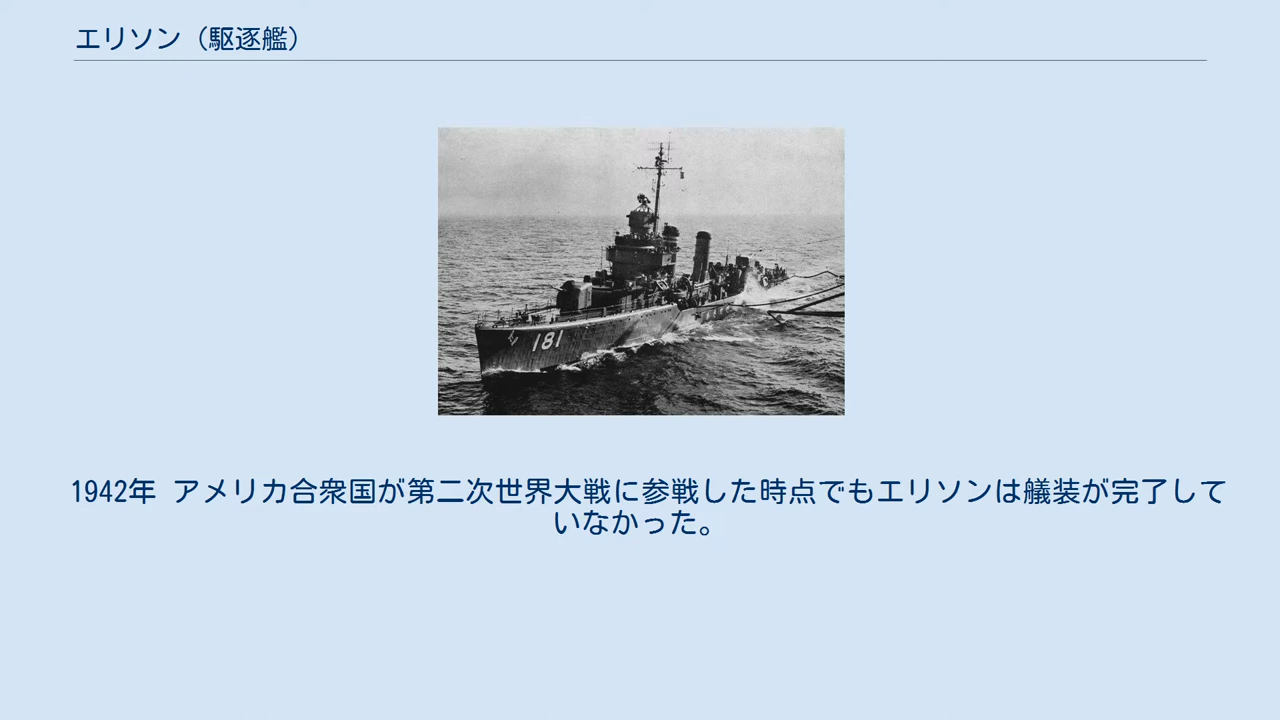 エリソン（駆逐艦）
181
1942年 アメリカ合衆国が第二次世界大戦に参戦した時点でもエリソンは艤装が完了して
いなかった。